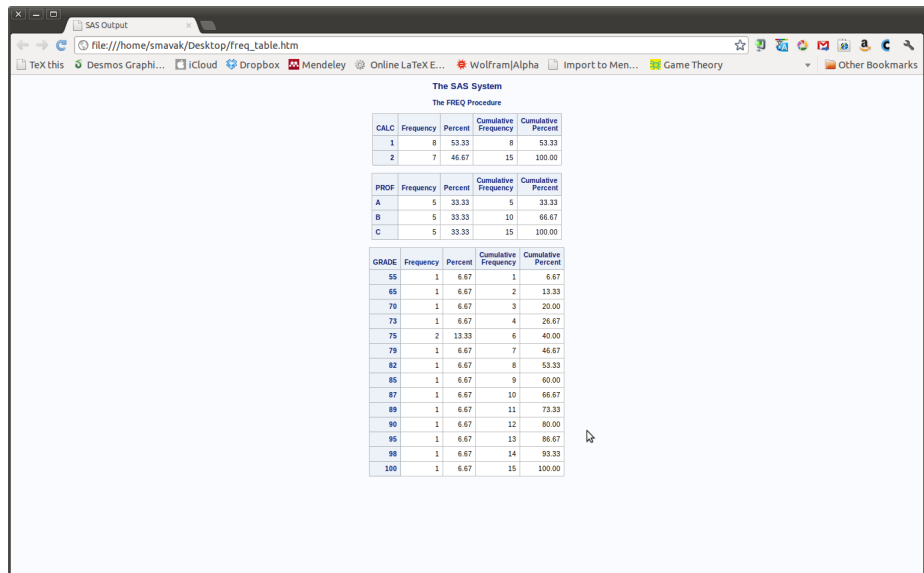 SAS Output
file:///home/smavak/Desktop/freq_table.htm
TeX this Desmos Graphi... iCloud Dropbox Mendeley Online LaTeX E... Wolfram|Alpha Import to Men... Game Theory Other Bookmarks
The SAS System
The FREQ Procedure
CALC Frequency Percent Cumulative Frequency Cumulative Percent
1 8 53.33 8 53.33
2 7 46.67 15 100.00
PROF Frequency Percent Cumulative Frequency Cumulative Percent
A 5 33.33 5 33.33
B 5 33.33 10 66.67
C 5 33.33 15 100.00
GRADE Frequency Percent Cumulative Frequency Cumulative Percent
55 1 6.67 1 6.67
65 1 6.67 2 13.33
70 1 6.67 3 20.00
73 1 6.67 4 26.67
75 2 13.33 6 40.00
79 1 6.67 7 46.67
82 1 6.67 8 53.33
85 1 6.67 9 60.00
87 1 6.67 10 66.67
89 1 6.67 11 73.33
90 1 6.67 12 80.00
95 1 6.67 13 86.67
98 1 6.67 14 93.33
100 1 6.67 15 100.00